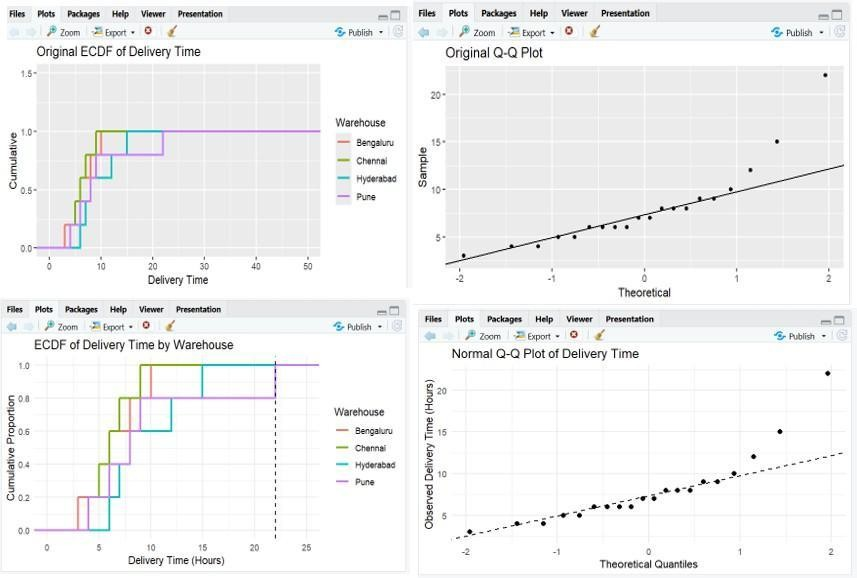 Files Plots Packages Help Viewer Presentation
Zoom Export Publish
Original ECDF of Delivery Time
1.5
1.0
0.5
0.0
Cumulative
0 10 20 30 40 50
Delivery Time
Warehouse
Bengaluru
Chennai
Hyderabad
Pune
Files Plots Packages Help Viewer Presentation
Zoom Export Publish
Original Q-Q Plot
20
15
10
5
Sample
-2 -1 0 1 2
Theoretical
Files Plots Packages Help Viewer Presentation
Zoom Export Publish
ECDF of Delivery Time by Warehouse
1.0
0.8
0.6
0.4
0.2
0.0
Cumulative Proportion
0 5 10 15 20 25
Delivery Time (Hours)
Warehouse
Bengaluru
Chennai
Hyderabad
Pune
Files Plots Packages Help Viewer Presentation
Zoom Export Publish
Normal Q-Q Plot of Delivery Time
20
15
10
5
Observed Delivery Time (Hours)
-2 -1 0 1 2
Theoretical Quantiles